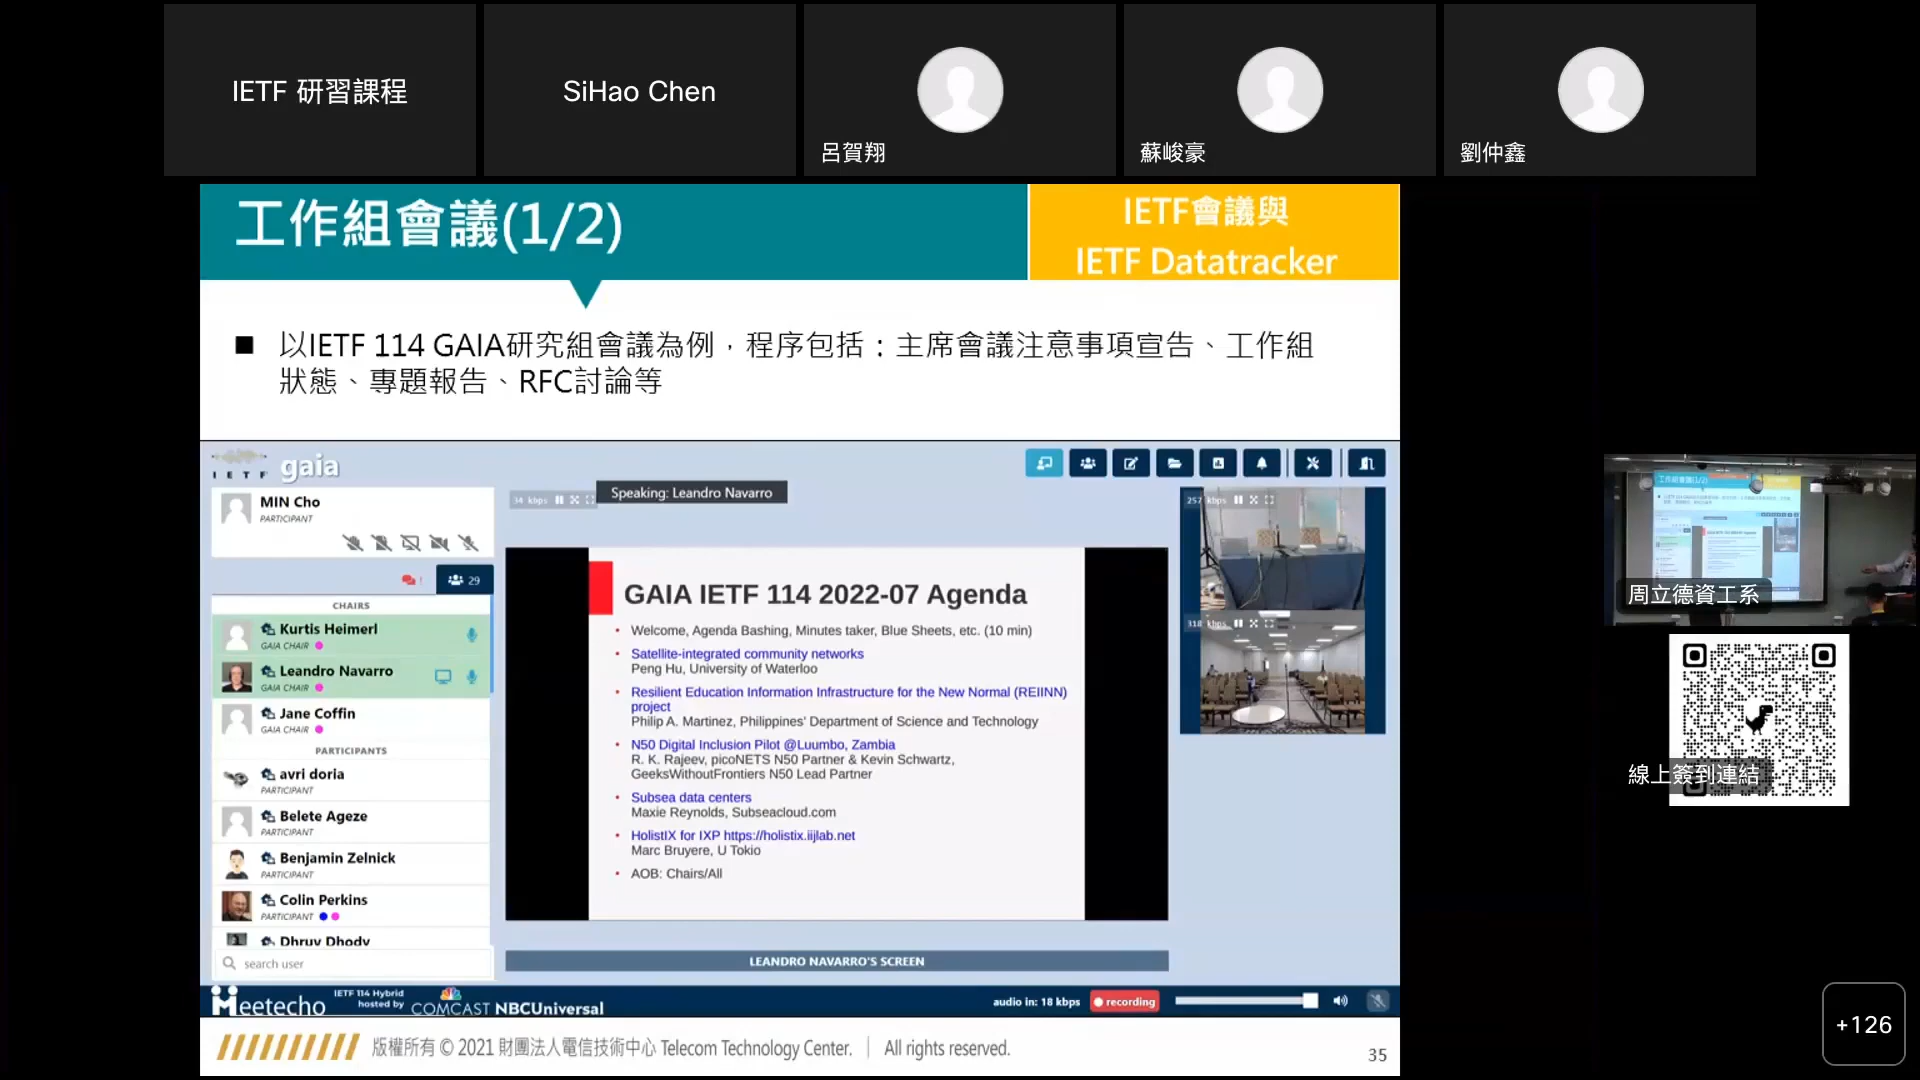 IETF 研習課程
SiHao Chen
呂賀翔
蘇峻豪
劉仲鑫
工作組會議(1/2)
IETF會議與
IETF Datatracker
■ 以IETF 114 GAIA研究組會議為例，程序包括：主席會議注意事項宣告、工作組
狀態、專題報告、RFC討論等
IETF gaia
MIN Cho
PARTICIPANT
29
CHAIRS
Kurtis Heimerl
GAIA CHAIR
Leandro Navarro
GAIA CHAIR
Jane Coffin
GAIA CHAIR
PARTICIPANTS
avri doria
PARTICIPANT
Belete Ageze
PARTICIPANT
Benjamin Zelnick
PARTICIPANT
Colin Perkins
PARTICIPANT
Dhruv Dhody
search user
34 kbps
Speaking: Leandro Navarro
GAIA IETF 114 2022-07 Agenda
• Welcome, Agenda Bashing, Minutes taker, Blue Sheets, etc. (10 min)
• Satellite-integrated community networks
Peng Hu, University of Waterloo
• Resilient Education Information Infrastructure for the New Normal (REIINN)
project
Philip A. Martinez, Philippines' Department of Science and Technology
• N50 Digital Inclusion Pilot @Luumbo, Zambia
R. K. Rajeev, picoNETS N50 Partner & Kevin Schwartz,
GeeksWithoutFrontiers N50 Lead Partner
• Subsea data centers
Maxie Reynolds, Subseacloud.com
• HolistIX for IXP https://holistix.iijlab.net
Marc Bruyere, U Tokio
• AOB: Chairs/All
LEANDRO NAVARRO'S SCREEN
257 kbps
318 kbps
Meetecho
IETF 114 Hybrid
hosted by
COMCAST NBCUniversal
audio in: 18 kbps
recording
版權所有 © 2021 財團法人電信技術中心 Telecom Technology Center. | All rights reserved.
35
周立德資工系
線上簽到連結
+126